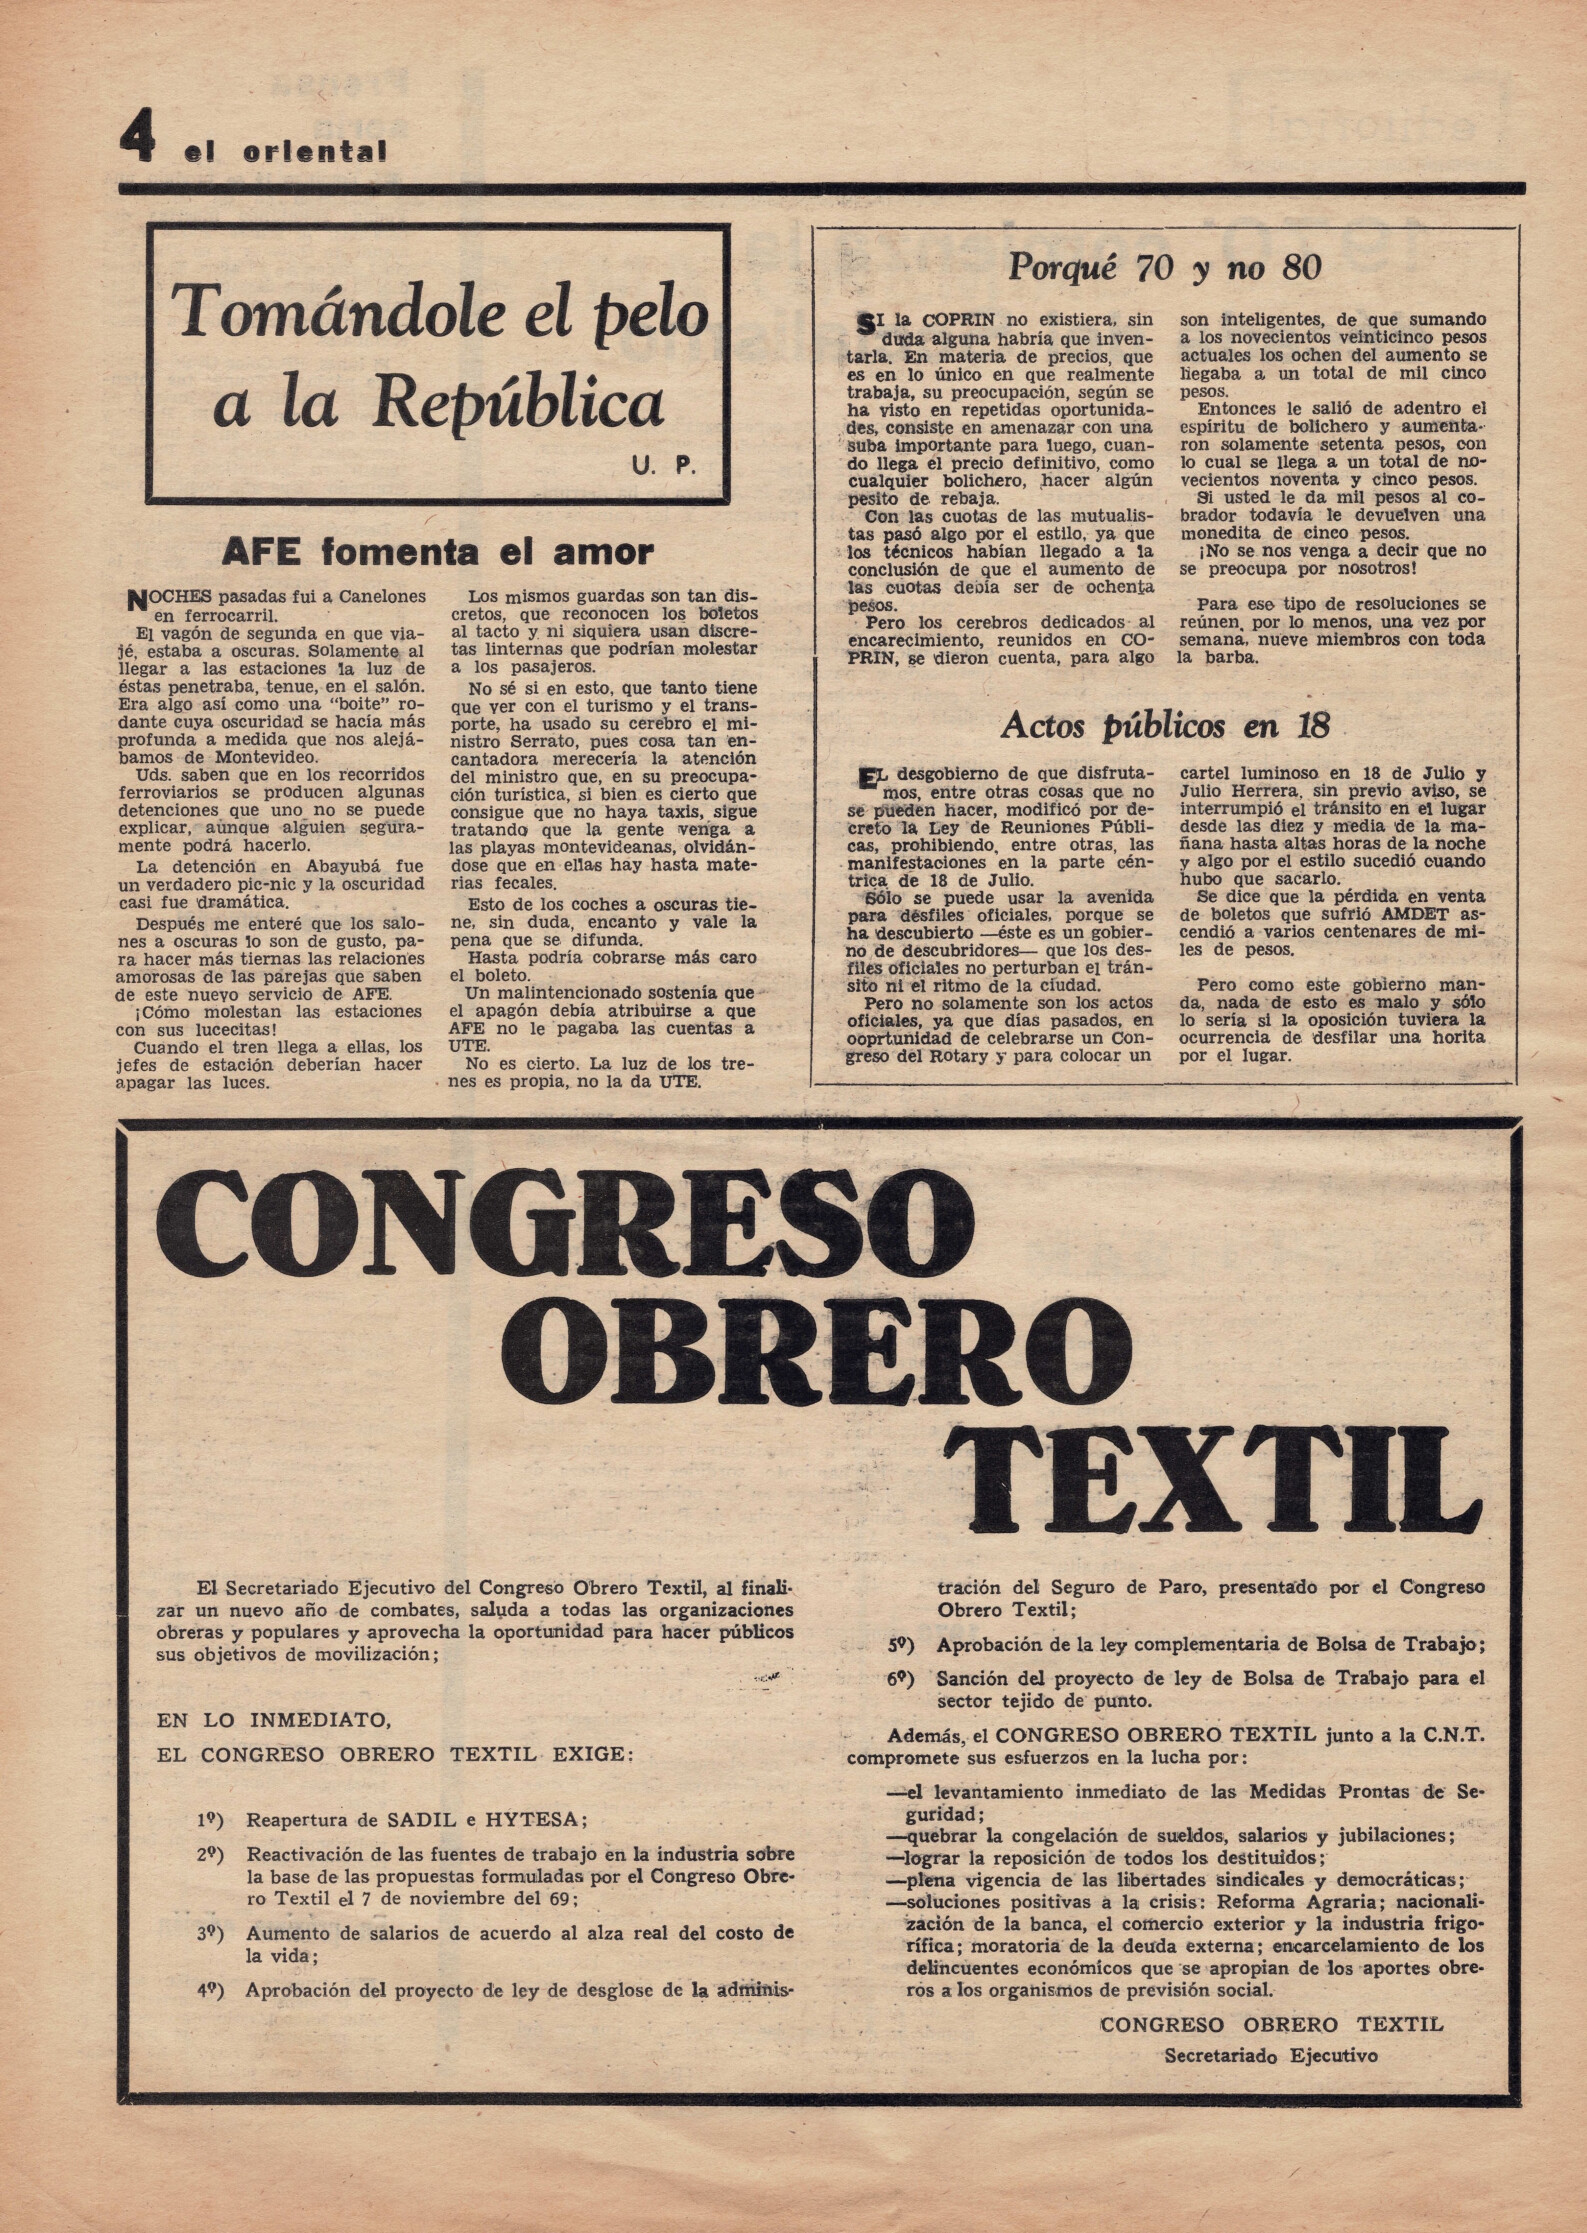 4 el oriental
Tomándole el pelo
a la República
U. P.
AFE fomenta el amor
NOCHES pasadas fui a Canelones
en ferrocarril.
El vagón de segunda en que via-
jé, estaba a oscuras. Solamente al
llegar a las estaciones la luz de
éstas penetraba, tenue, en el salón.
Era algo así como una "boite" ro-
dante cuya oscuridad se hacía más
profunda a medida que nos alejá-
bamos de Montevideo.
Uds. saben que en los recorridos
ferroviarios se producen algunas
detenciones que uno no se puede
explicar, aunque alguien segura-
mente podrá hacerlo.
La detención en Abayubá fue
un verdadero pic-nic y la oscuridad
casi fue dramática.
Después me enteré que los salo-
nes a oscuras lo son de gusto, pa-
ra hacer más tiernas las relaciones
amorosas de las parejas que saben
de este nuevo servicio de AFE.
¡Cómo molestan las estaciones
con sus lucecitas!
Cuando el tren llega a ellas, los
jefes de estación deberían hacer
apagar las luces.
Los mismos guardas son tan dis-
cretos, que reconocen los boletos
al tacto y ni siquiera usan discre-
tas linternas que podrían molestar
a los pasajeros.
No sé si en esto, que tanto tiene
que ver con el turismo y el trans-
porte, ha usado su cerebro el mi-
nistro Serrato, pues cosa tan en-
cantadora merecería la atención
del ministro que, en su preocupa-
ción turística, si bien es cierto que
consigue que no haya taxis, sigue
tratando que la gente venga a
las playas montevideanas, olvidán-
dose que en ellas hay hasta mate-
rias fecales.
Esto de los coches a oscuras tie-
ne, sin duda, encanto y vale la
pena que se difunda.
Hasta podría cobrarse más caro
el boleto.
Un malintencionado sostenía que
el apagón debía atribuirse a que
AFE no le pagaba las cuentas a
UTE.
No es cierto. La luz de los tre-
nes es propia, no la da UTE.
Porqué 70 y no 80
SI la COPRIN no existiera, sin
duda alguna habría que inven-
tarla. En materia de precios, que
es en lo único en que realmente
trabaja, su preocupación, según se
ha visto en repetidas oportunida-
des, consiste en amenazar con una
suba importante para luego, cuan-
do llega el precio definitivo, como
cualquier bolichero, hacer algún
pesito de rebaja.
Con las cuotas de las mutualis-
tas pasó algo por el estilo, ya que
los técnicos habían llegado a la
conclusión de que el aumento de
las cuotas debía ser de ochenta
pesos.
Pero los cerebros dedicados al
encarecimiento, reunidos en CO-
PRIN, se dieron cuenta, para algo
son inteligentes, de que sumando
a los novecientos veinticinco pesos
actuales los ochen del aumento se
llegaba a un total de mil cinco
pesos.
Entonces le salió de adentro el
espíritu de bolichero y aumenta-
ron solamente setenta pesos, con
lo cual se llega a un total de no-
vecientos noventa y cinco pesos.
Si usted le da mil pesos al co-
brador todavía le devuelven una
monedita de cinco pesos.
¡No se nos venga a decir que no
se preocupa por nosotros!
Para ese tipo de resoluciones se
reúnen, por lo menos, una vez por
semana, nueve miembros con toda
la barba.
Actos públicos en 18
EL desgobierno de que disfruta-
mos, entre otras cosas que no
se pueden hacer, modificó por de-
creto la Ley de Reuniones Públi-
cas, prohibiendo, entre otras, las
manifestaciones en la parte cén-
trica de 18 de Julio.
Sólo se puede usar la avenida
para desfiles oficiales, porque se
ha descubierto —éste es un gobier-
no de descubridores— que los des-
files oficiales no perturban el trán-
sito ni el ritmo de la ciudad.
Pero no solamente son los actos
oficiales, ya que días pasados, en
ooprtunidad de celebrarse un Con-
greso del Rotary y para colocar un
cartel luminoso en 18 de Julio y
Julio Herrera, sin previo aviso, se
interrumpió el tránsito en el lugar
desde las diez y media de la ma-
ñana hasta altas horas de la noche
y algo por el estilo sucedió cuando
hubo que sacarlo.
Se dice que la pérdida en venta
de boletos que sufrió AMDET as-
cendió a varios centenares de mi-
les de pesos.
Pero como este gobierno man-
da, nada de esto es malo y sólo
lo sería si la oposición tuviera la
ocurrencia de desfilar una horita
por el lugar.
CONGRESO
OBRERO
TEXTIL
El Secretariado Ejecutivo del Congreso Obrero Textil, al finali-
zar un nuevo año de combates, saluda a todas las organizaciones
obreras y populares y aprovecha la oportunidad para hacer públicos
sus objetivos de movilización;
EN LO INMEDIATO,
EL CONGRESO OBRERO TEXTIL EXIGE:
1º) Reapertura de SADIL e HYTESA;
2º) Reactivación de las fuentes de trabajo en la industria sobre
la base de las propuestas formuladas por el Congreso Obre-
ro Textil el 7 de noviembre del 69;
3º) Aumento de salarios de acuerdo al alza real del costo de
la vida;
4º) Aprobación del proyecto de ley de desglose de la adminis-
tración del Seguro de Paro, presentado por el Congreso
Obrero Textil;
5º) Aprobación de la ley complementaria de Bolsa de Trabajo;
6º) Sanción del proyecto de ley de Bolsa de Trabajo para el
sector tejido de punto.
Además, el CONGRESO OBRERO TEXTIL junto a la C.N.T.
compromete sus esfuerzos en la lucha por:
—el levantamiento inmediato de las Medidas Prontas de Se-
guridad;
—quebrar la congelación de sueldos, salarios y jubilaciones;
—lograr la reposición de todos los destituidos;
—plena vigencia de las libertades sindicales y democráticas;
—soluciones positivas a la crisis: Reforma Agraria; nacionali-
zación de la banca, el comercio exterior y la industria frigo-
rífica; moratoria de la deuda externa; encarcelamiento de los
delincuentes económicos que se apropian de los aportes obre-
ros a los organismos de previsión social.
CONGRESO OBRERO TEXTIL
Secretariado Ejecutivo